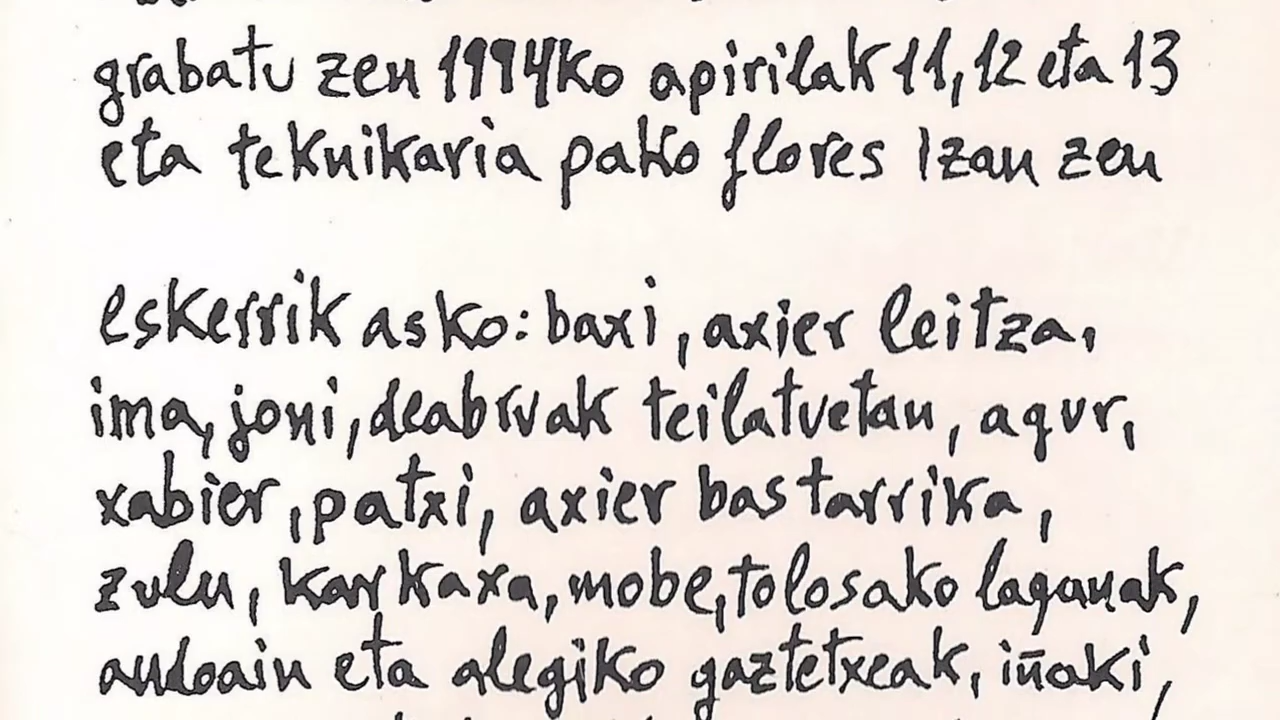 grabatu zen 1994ko apirilak 11, 12 eta 13
eta teknikaria pako flores Izan zen
eskerrik asko: baxi, axier leitza,
ima, joni, deabruak teilatuetan, agur,
xabier, patxi, axier bastarrika,
zulu, karkaxa, mobe, tolosako lagunak,
andoain eta alegiko gaztetxeak, iñaki,